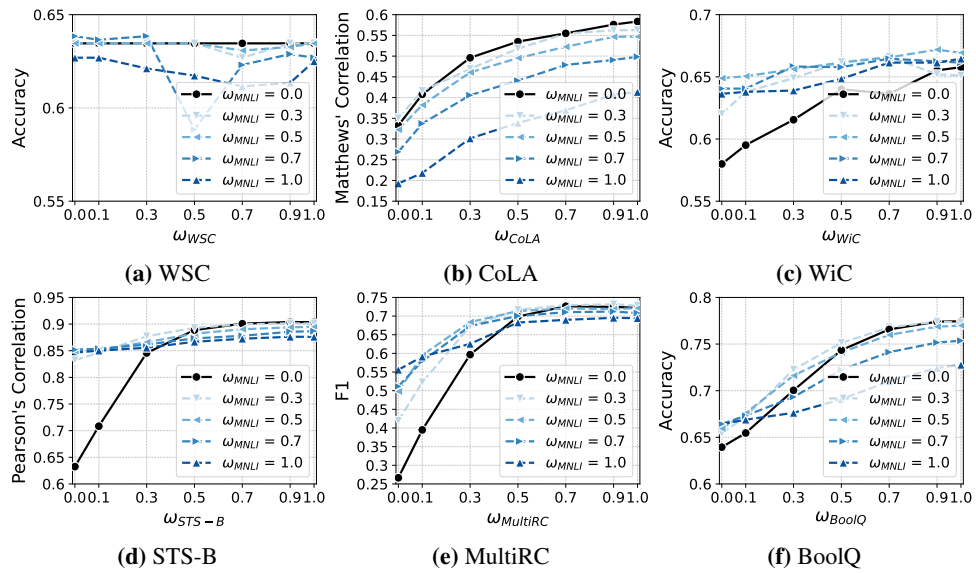 Accuracy
0.65
0.6
0.55
ω_MNLI = 0.0
ω_MNLI = 0.3
ω_MNLI = 0.5
ω_MNLI = 0.7
ω_MNLI = 1.0
0.0 0.1 0.3 0.5 0.7 0.9 1.0
ω_WSC
(a) WSC
Matthews' Correlation
0.6
0.55
0.5
0.45
0.4
0.35
0.3
0.25
0.2
0.15
ω_MNLI = 0.0
ω_MNLI = 0.3
ω_MNLI = 0.5
ω_MNLI = 0.7
ω_MNLI = 1.0
0.0 0.1 0.3 0.5 0.7 0.9 1.0
ω_CoLA
(b) CoLA
Accuracy
0.7
0.65
0.6
0.55
ω_MNLI = 0.0
ω_MNLI = 0.3
ω_MNLI = 0.5
ω_MNLI = 0.7
ω_MNLI = 1.0
0.0 0.1 0.3 0.5 0.7 0.9 1.0
ω_WiC
(c) WiC
Pearson's Correlation
0.95
0.9
0.85
0.8
0.75
0.7
0.65
0.6
ω_MNLI = 0.0
ω_MNLI = 0.3
ω_MNLI = 0.5
ω_MNLI = 0.7
ω_MNLI = 1.0
0.0 0.1 0.3 0.5 0.7 0.9 1.0
ω_STS−B
(d) STS-B
F1
0.75
0.7
0.65
0.6
0.55
0.5
0.45
0.4
0.35
0.3
0.25
ω_MNLI = 0.0
ω_MNLI = 0.3
ω_MNLI = 0.5
ω_MNLI = 0.7
ω_MNLI = 1.0
0.0 0.1 0.3 0.5 0.7 0.9 1.0
ω_MultiRC
(e) MultiRC
Accuracy
0.8
0.75
0.7
0.65
0.6
ω_MNLI = 0.0
ω_MNLI = 0.3
ω_MNLI = 0.5
ω_MNLI = 0.7
ω_MNLI = 1.0
0.0 0.1 0.3 0.5 0.7 0.9 1.0
ω_BoolQ
(f) BoolQ